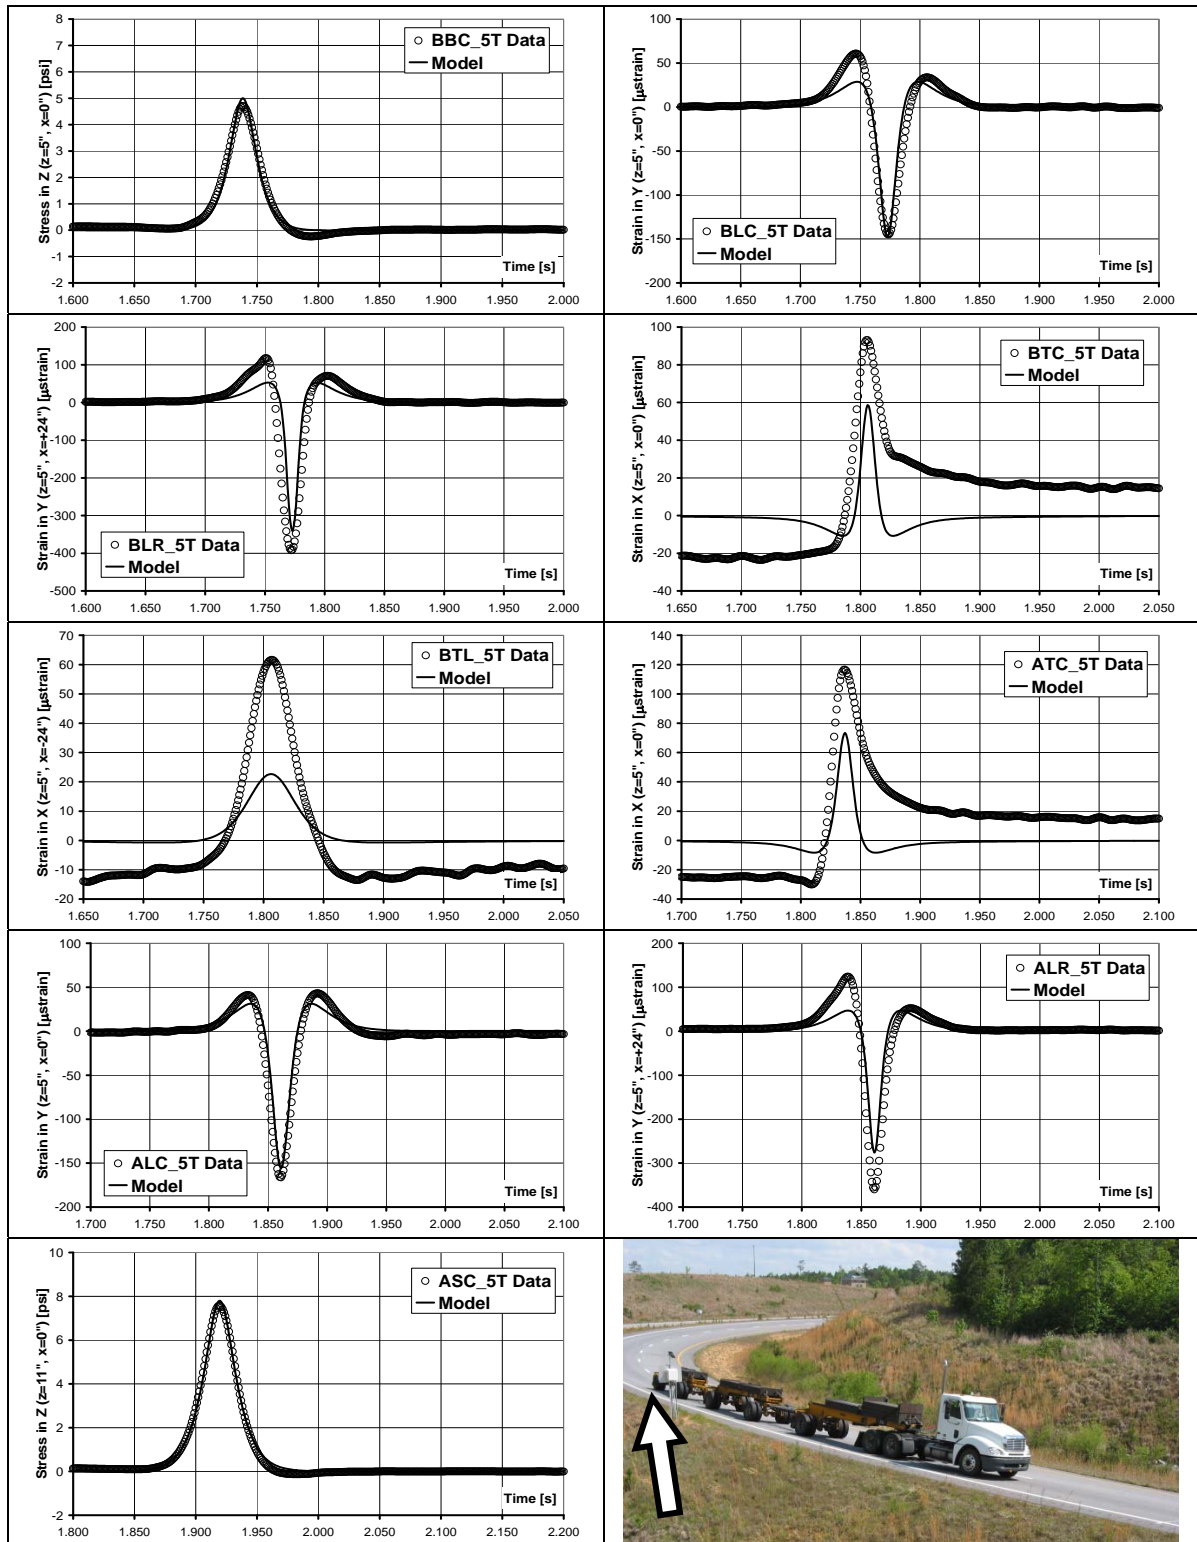 Stress in Z (z=5", x=0") [psi]
8
7
6
5
4
3
2
1
0
-1
-2
BBC_5T Data
Model
Time [s]
1.600 1.650 1.700 1.750 1.800 1.850 1.900 1.950 2.000
Strain in Y (z=5", x=0") [µstrain]
100
50
0
-50
-100
-150
-200
BLC_5T Data
Model
Time [s]
1.600 1.650 1.700 1.750 1.800 1.850 1.900 1.950 2.000
Strain in Y (z=5", x=+24") [µstrain]
200
100
0
-100
-200
-300
-400
-500
BLR_5T Data
Model
Time [s]
1.600 1.650 1.700 1.750 1.800 1.850 1.900 1.950 2.000
Strain in X (z=5", x=0") [µstrain]
100
80
60
40
20
0
-20
-40
BTC_5T Data
Model
Time [s]
1.650 1.700 1.750 1.800 1.850 1.900 1.950 2.000 2.050
Strain in X (z=5", x=-24") [µstrain]
70
60
50
40
30
20
10
0
-10
-20
BTL_5T Data
Model
Time [s]
1.650 1.700 1.750 1.800 1.850 1.900 1.950 2.000 2.050
Strain in X (z=5", x=0") [µstrain]
140
120
100
80
60
40
20
0
-20
-40
ATC_5T Data
Model
Time [s]
1.700 1.750 1.800 1.850 1.900 1.950 2.000 2.050 2.100
Strain in Y (z=5", x=0") [µstrain]
100
50
0
-50
-100
-150
-200
ALC_5T Data
Model
Time [s]
1.700 1.750 1.800 1.850 1.900 1.950 2.000 2.050 2.100
Strain in Y (z=5", x=+24") [µstrain]
200
100
0
-100
-200
-300
-400
ALR_5T Data
Model
Time [s]
1.700 1.750 1.800 1.850 1.900 1.950 2.000 2.050 2.100
Stress in Z (z=11", x=0") [psi]
10
8
6
4
2
0
-2
ASC_5T Data
Model
Time [s]
1.800 1.850 1.900 1.950 2.000 2.050 2.100 2.150 2.200